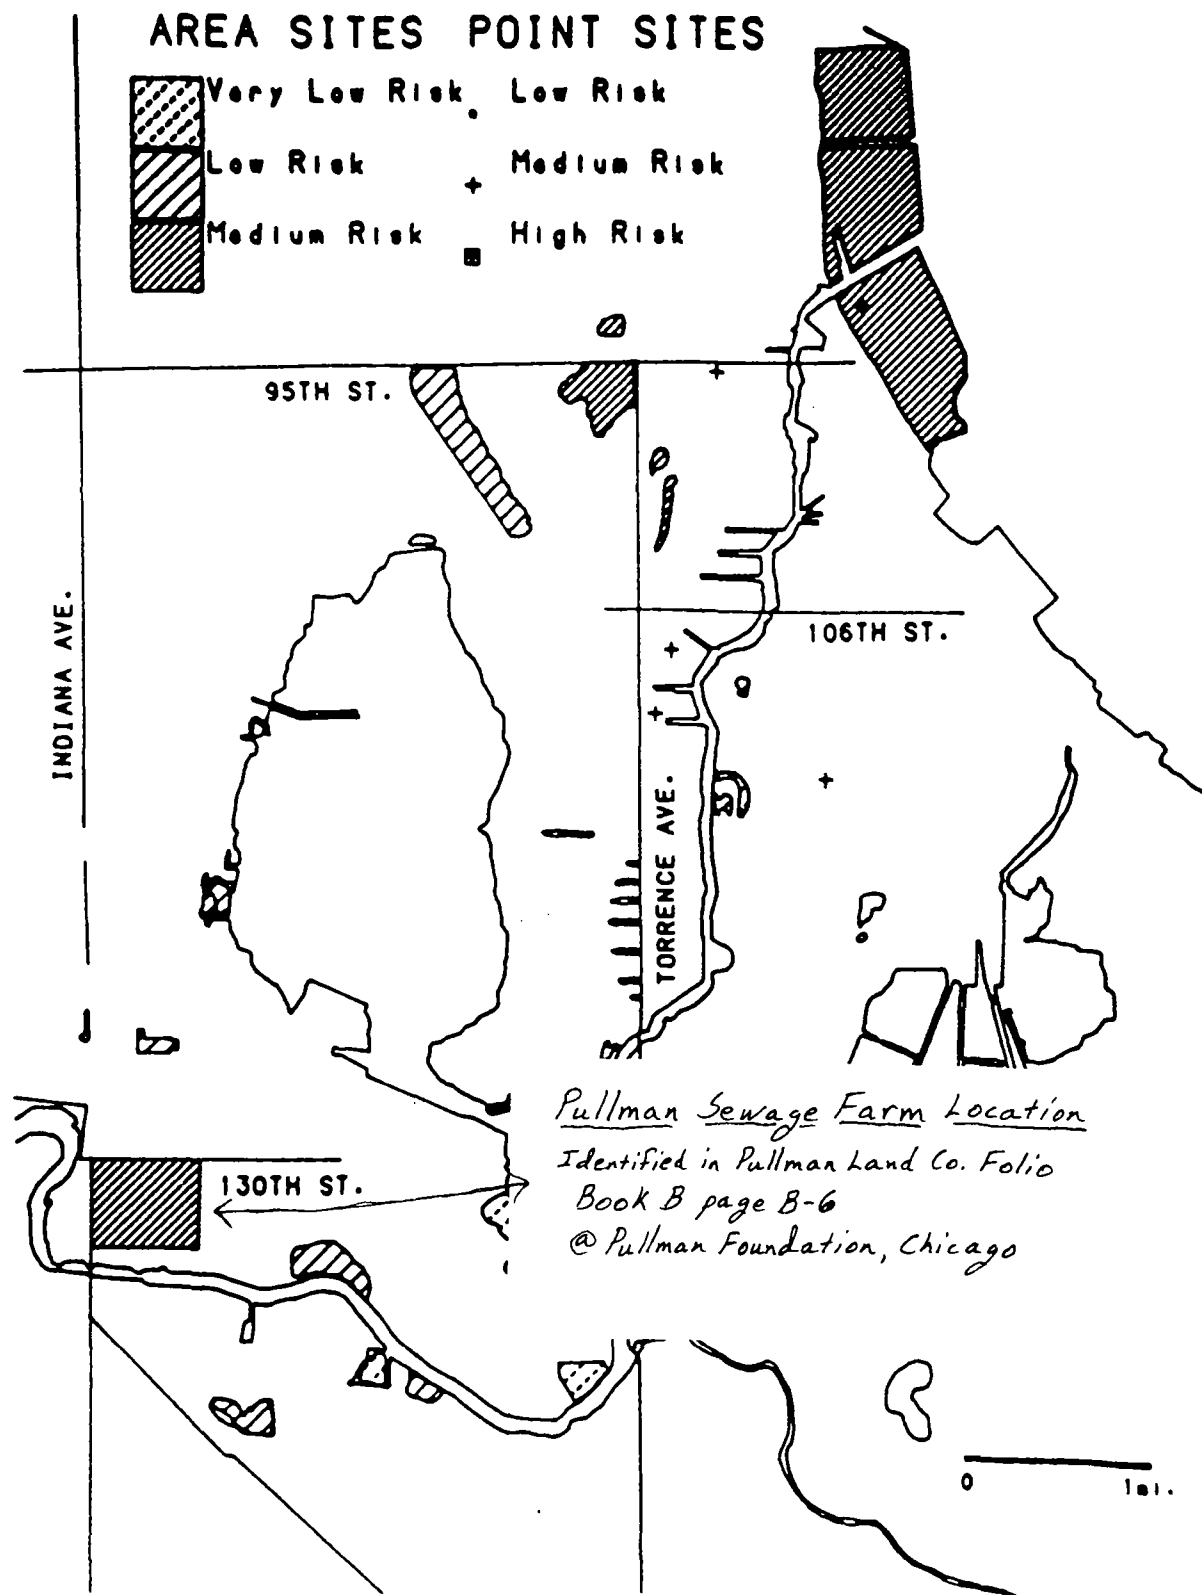 AREA SITES POINT SITES
Very Low Risk Low Risk
Low Risk Medium Risk
Medium Risk High Risk
95TH ST.
INDIANA AVE.
106TH ST.
TORRENCE AVE.
Pullman Sewage Farm Location
Identified in Pullman Land Co. Folio
Book B page B-6
@ Pullman Foundation, Chicago
130TH ST.
0 1mi.